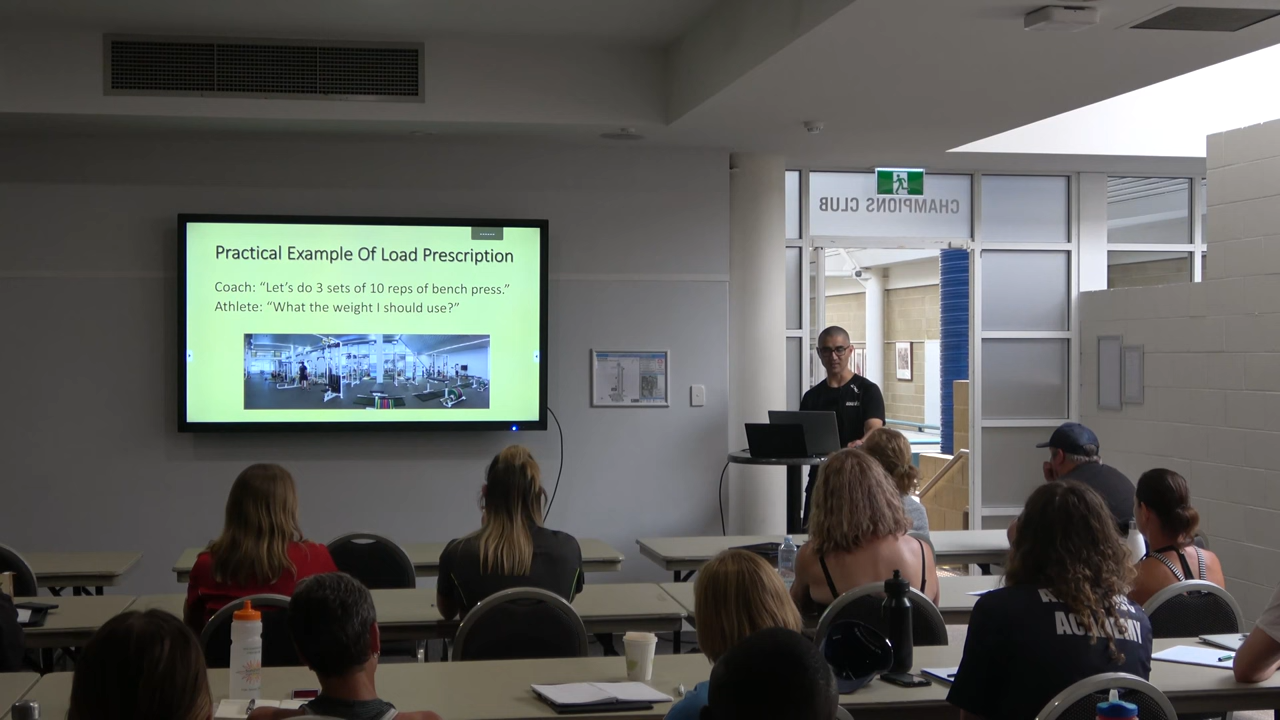 Practical Example Of Load Prescription
Coach: “Let’s do 3 sets of 10 reps of bench press.”
Athlete: “What the weight I should use?”
CHAMPIONS CLUB
ACADEMY